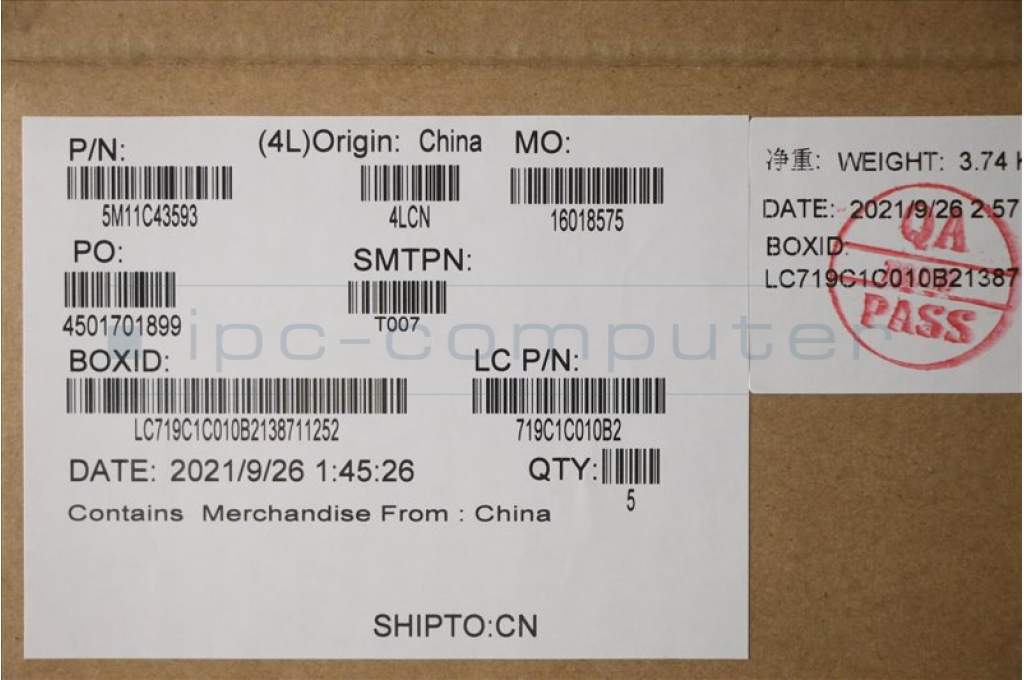 P/N: (4L)Origin: China MO:
5M11C43593 4LCN 16018575
PO: SMTPN:
4501701899 T007
BOXID: LC P/N:
LC719C1C010B2138711252 719C1C010B2
DATE: 2021/9/26 1:45:26 QTY:
5
Contains Merchandise From : China
SHIPTO:CN
净重: WEIGHT: 3.74
DATE: 2021/9/26 2:57
BOXID:
LC719C1C010B21387
QA
PASS
ipc-computer